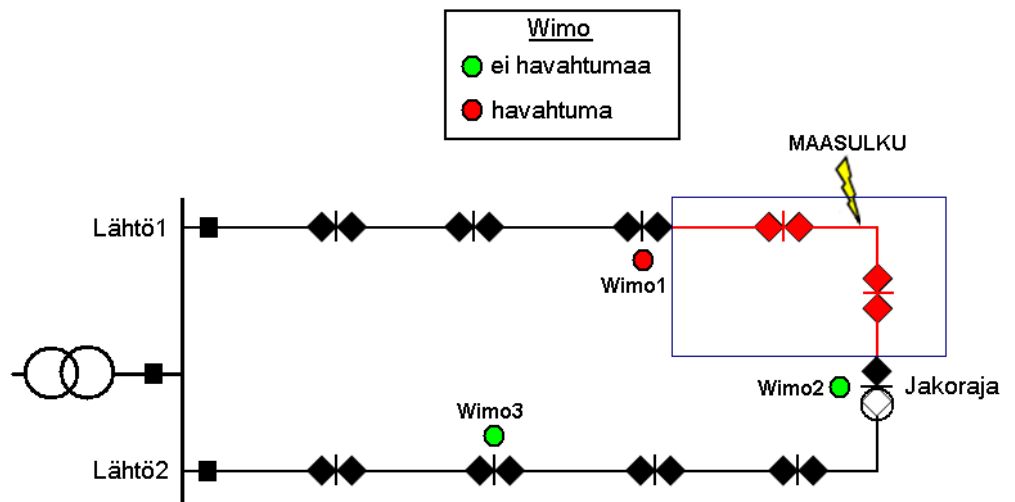 Wimo
ei havahtumaa
havahtuma
MAASULKU
Lähtö1
Wimo1
Wimo2
Jakoraja
Wimo3
Lähtö2